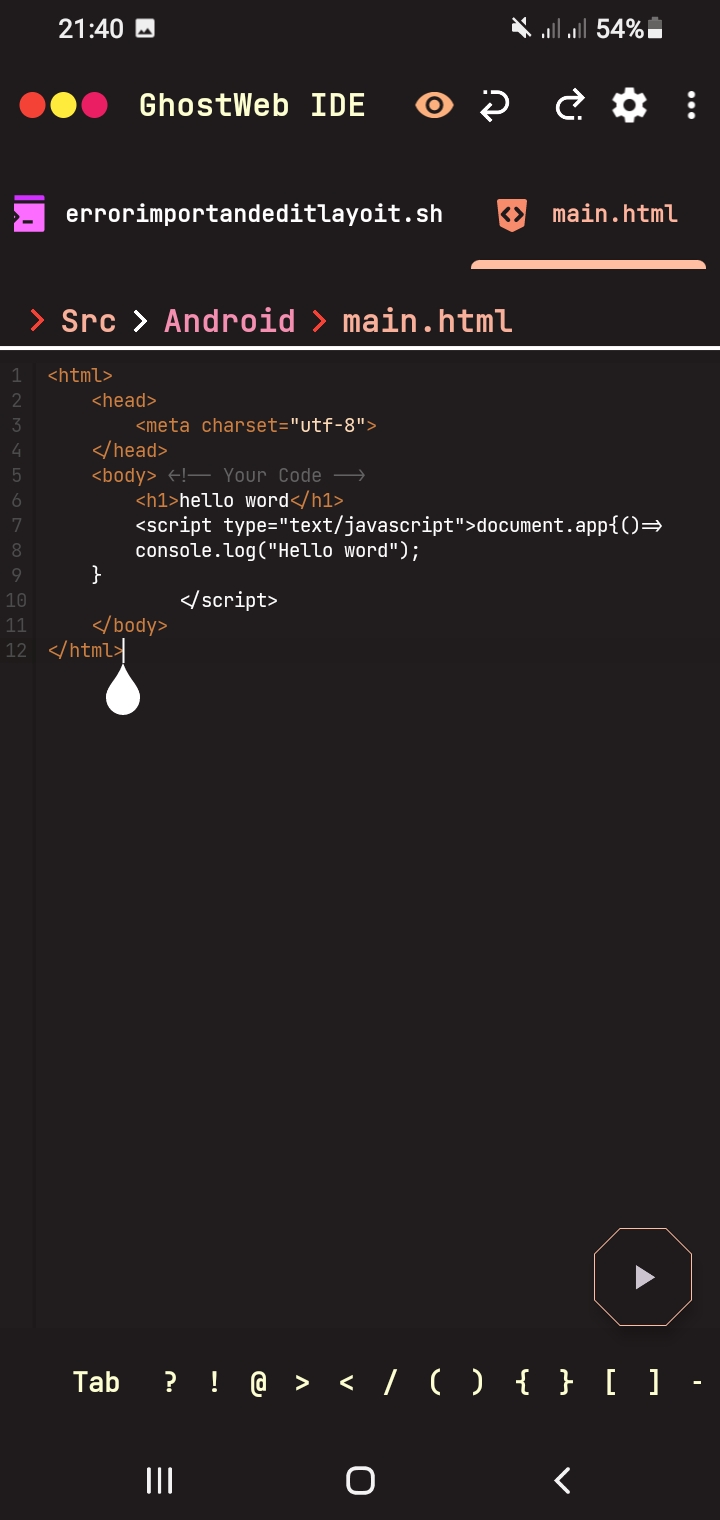 21:40 54%
GhostWeb IDE
errorimportandeditlayoit.sh main.html
> Src > Android > main.html
1 <html>
2 <head>
3 <meta charset="utf-8">
4 </head>
5 <body> <!-- Your Code -->
6 <h1>hello word</h1>
7 <script type="text/javascript">document.app{()=>
8 console.log("Hello word");
9 }
10 </script>
11 </body>
12 </html>
Tab ? ! @ > < / ( ) { } [ ] -